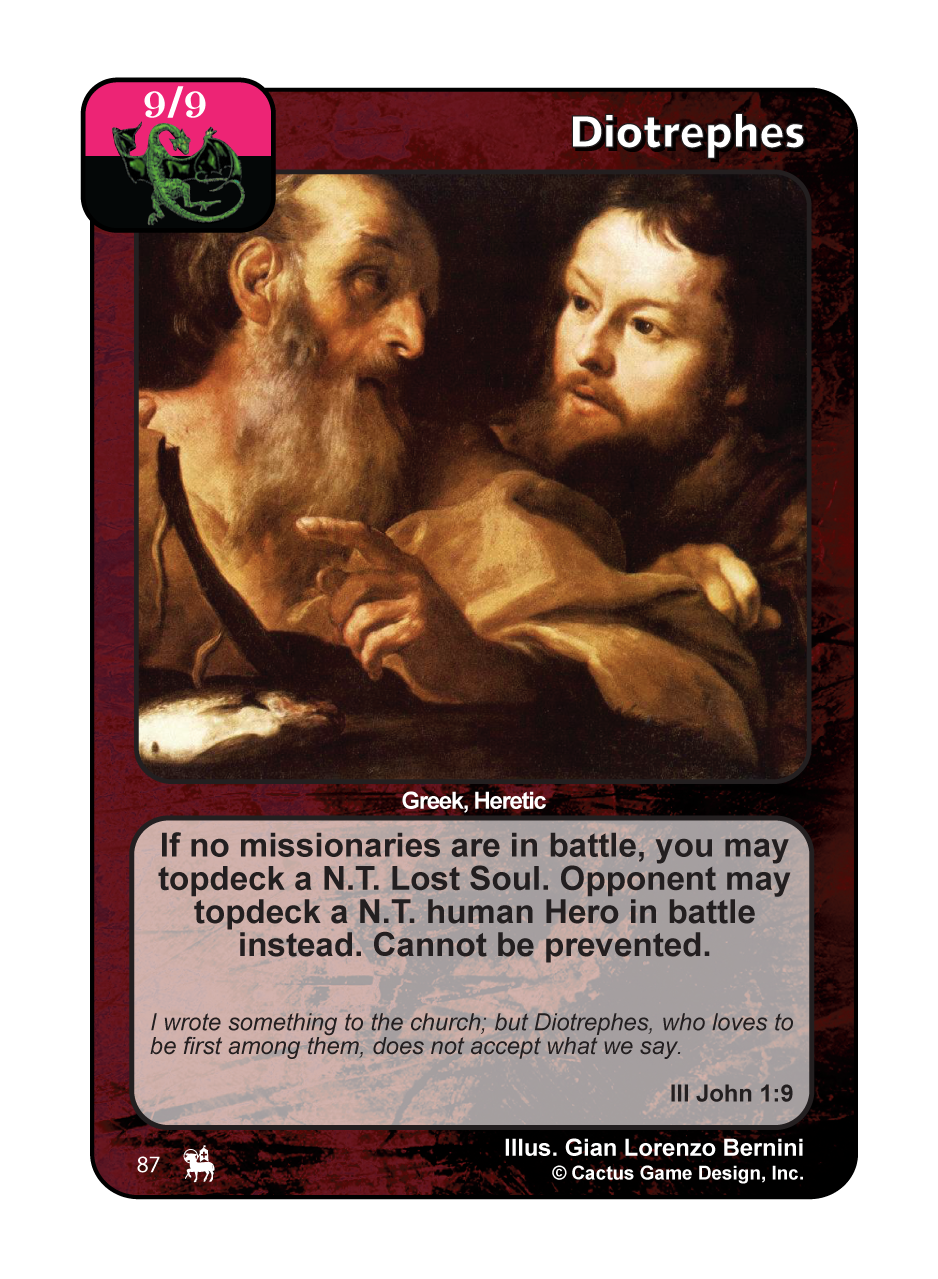 9/9
Diotrephes
Greek, Heretic
If no missionaries are in battle, you may
topdeck a N.T. Lost Soul. Opponent may
topdeck a N.T. human Hero in battle
instead. Cannot be prevented.
I wrote something to the church; but Diotrephes, who loves to
be first among them, does not accept what we say.
III John 1:9
Illus. Gian Lorenzo Bernini
87
© Cactus Game Design, Inc.